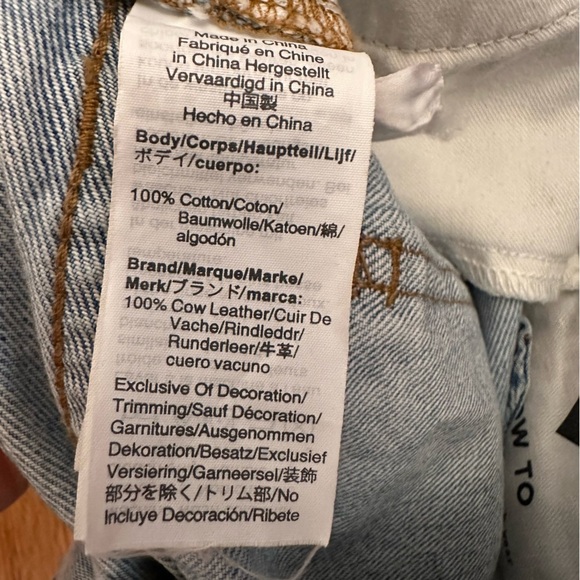 Made in China
Fabriqué en Chine
in China Hergestellt
Vervaardigd in China
中国製
Hecho en China
Body/Corps/Haupttell/Lijf/
ボデイ/cuerpo:
100% Cotton/Coton/
Baumwolle/Katoen/綿/
algodón
Brand/Marque/Marke/
Merk/ブランド/marca:
100% Cow Leather/Cuir De
Vache/Rindleddr/
Runderleer/牛革/
cuero vacuno
Exclusive Of Decoration/
Trimming/Sauf Décoration/
Garnitures/Ausgenommen
Dekoration/Besatz/Exclusief
Versiering/Garneersel/装飾
部分を除く/トリム部/No
Incluye Decoración/Ribete
TO